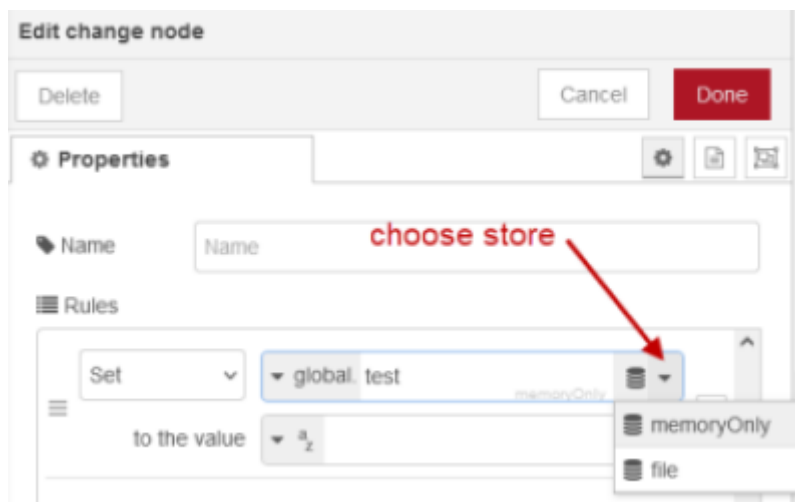 Edit change node
Delete Cancel Done
Properties
Name Name
choose store
Rules
Set global. test
memoryOnly
to the value a z
memoryOnly
file